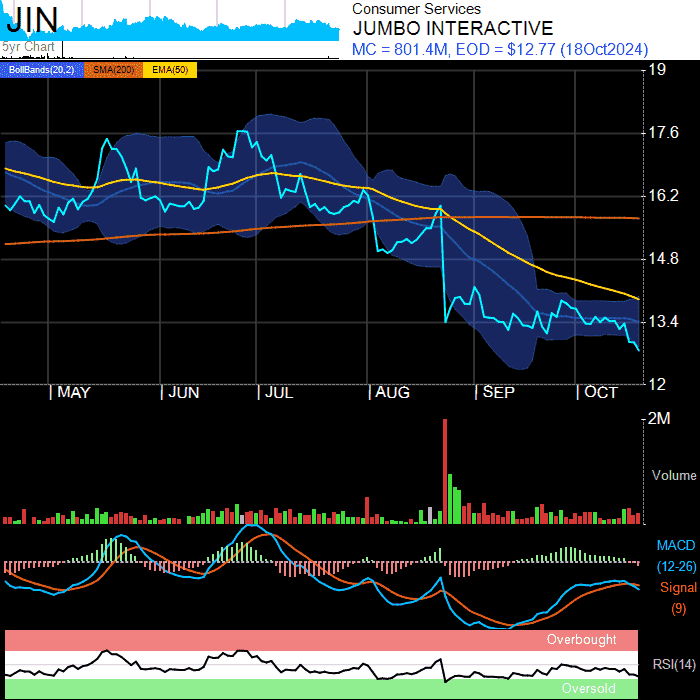 JIN
5yr Chart
Consumer Services
JUMBO INTERACTIVE
MC = 801.4M, EOD = $12.77 (18Oct2024)
BollBands(20,2) SMA(200) EMA(50)
19
17.6
16.2
14.8
13.4
12
MAY JUN JUL AUG SEP OCT
2M
Volume
MACD
(12-26)
Signal
(9)
Overbought
RSI(14)
Oversold